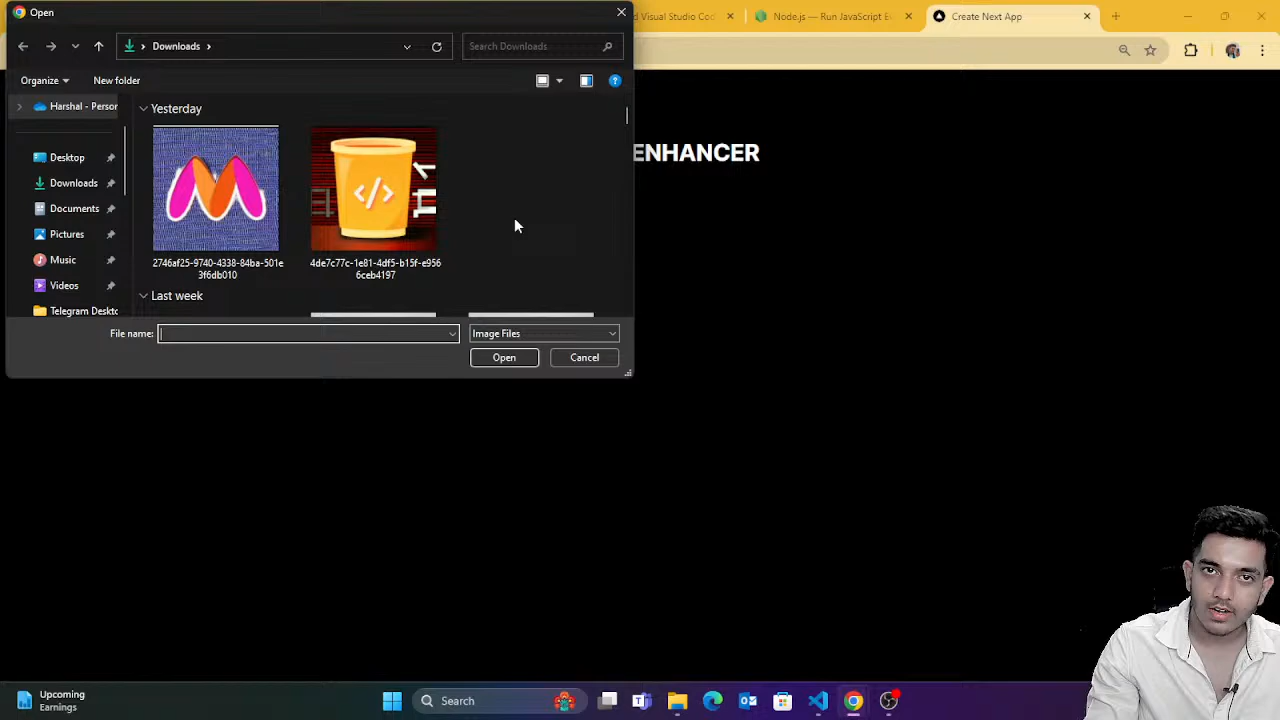 Open
d Visual Studio Cod
Node.js — Run JavaScript E
Create Next App
Downloads
Search Downloads
Organize
New folder
Harshal - Person
Yesterday
Desktop
Downloads
Documents
Pictures
Music
Videos
Telegram Deskto
2746af25-9740-4338-84ba-501e
3f6db010
4de7c77c-1e81-4df5-b15f-e956
6ceb4197
Last week
ENHANCER
File name:
Image Files
Open
Cancel
Upcoming
Earnings
Search